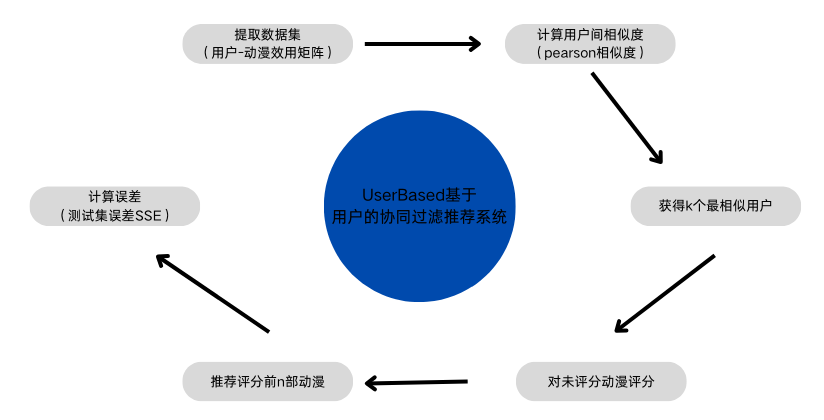 提取数据集
（用户-动漫效用矩阵）
计算用户间相似度
（pearson相似度）
获得k个最相似用户
对未评分动漫评分
推荐评分前n部动漫
计算误差
（测试集误差SSE）
UserBased基于
用户的协同过滤推荐系统